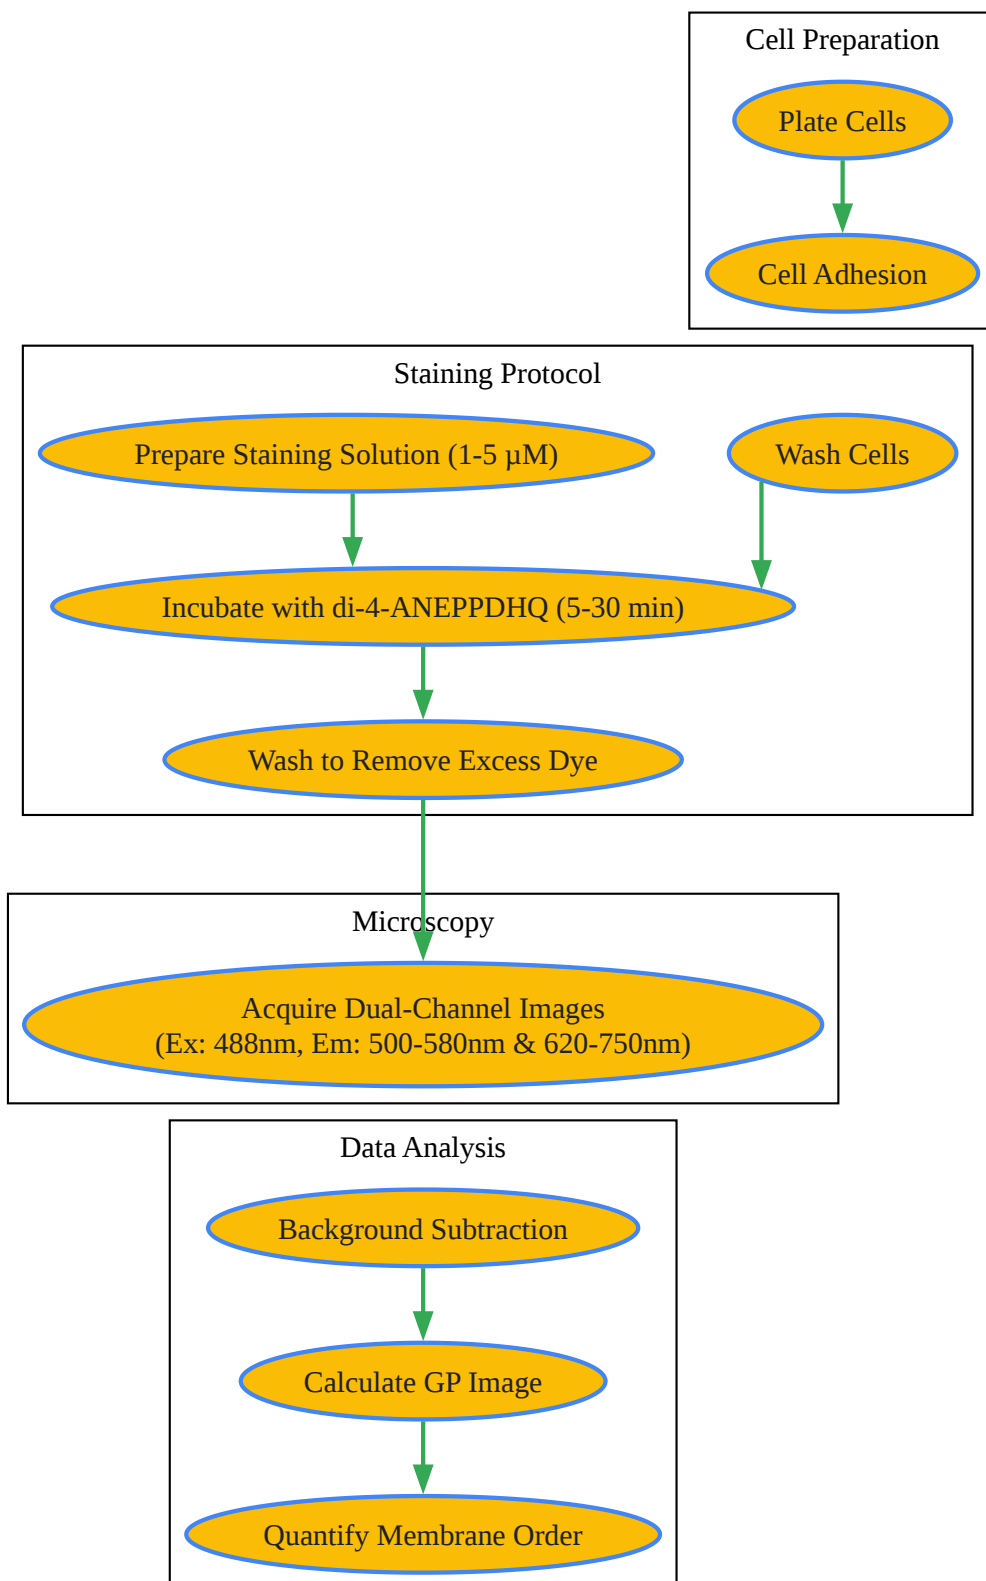 Cell Preparation
Plate Cells
Cell Adhesion
Staining Protocol
Prepare Staining Solution (1-5 µM)
Wash Cells
Incubate with di-4-ANEPPDHQ (5-30 min)
Wash to Remove Excess Dye
Microscopy
Acquire Dual-Channel Images
(Ex: 488nm, Em: 500-580nm & 620-750nm)
Data Analysis
Background Subtraction
Calculate GP Image
Quantify Membrane Order